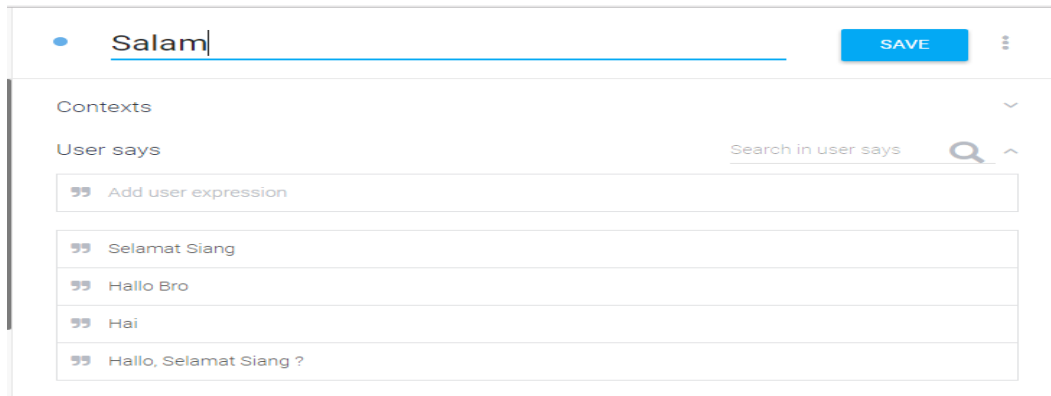 Salam
SAVE
Contexts
User says
Search in user says
Add user expression
Selamat Siang
Hallo Bro
Hai
Hallo, Selamat Siang ?